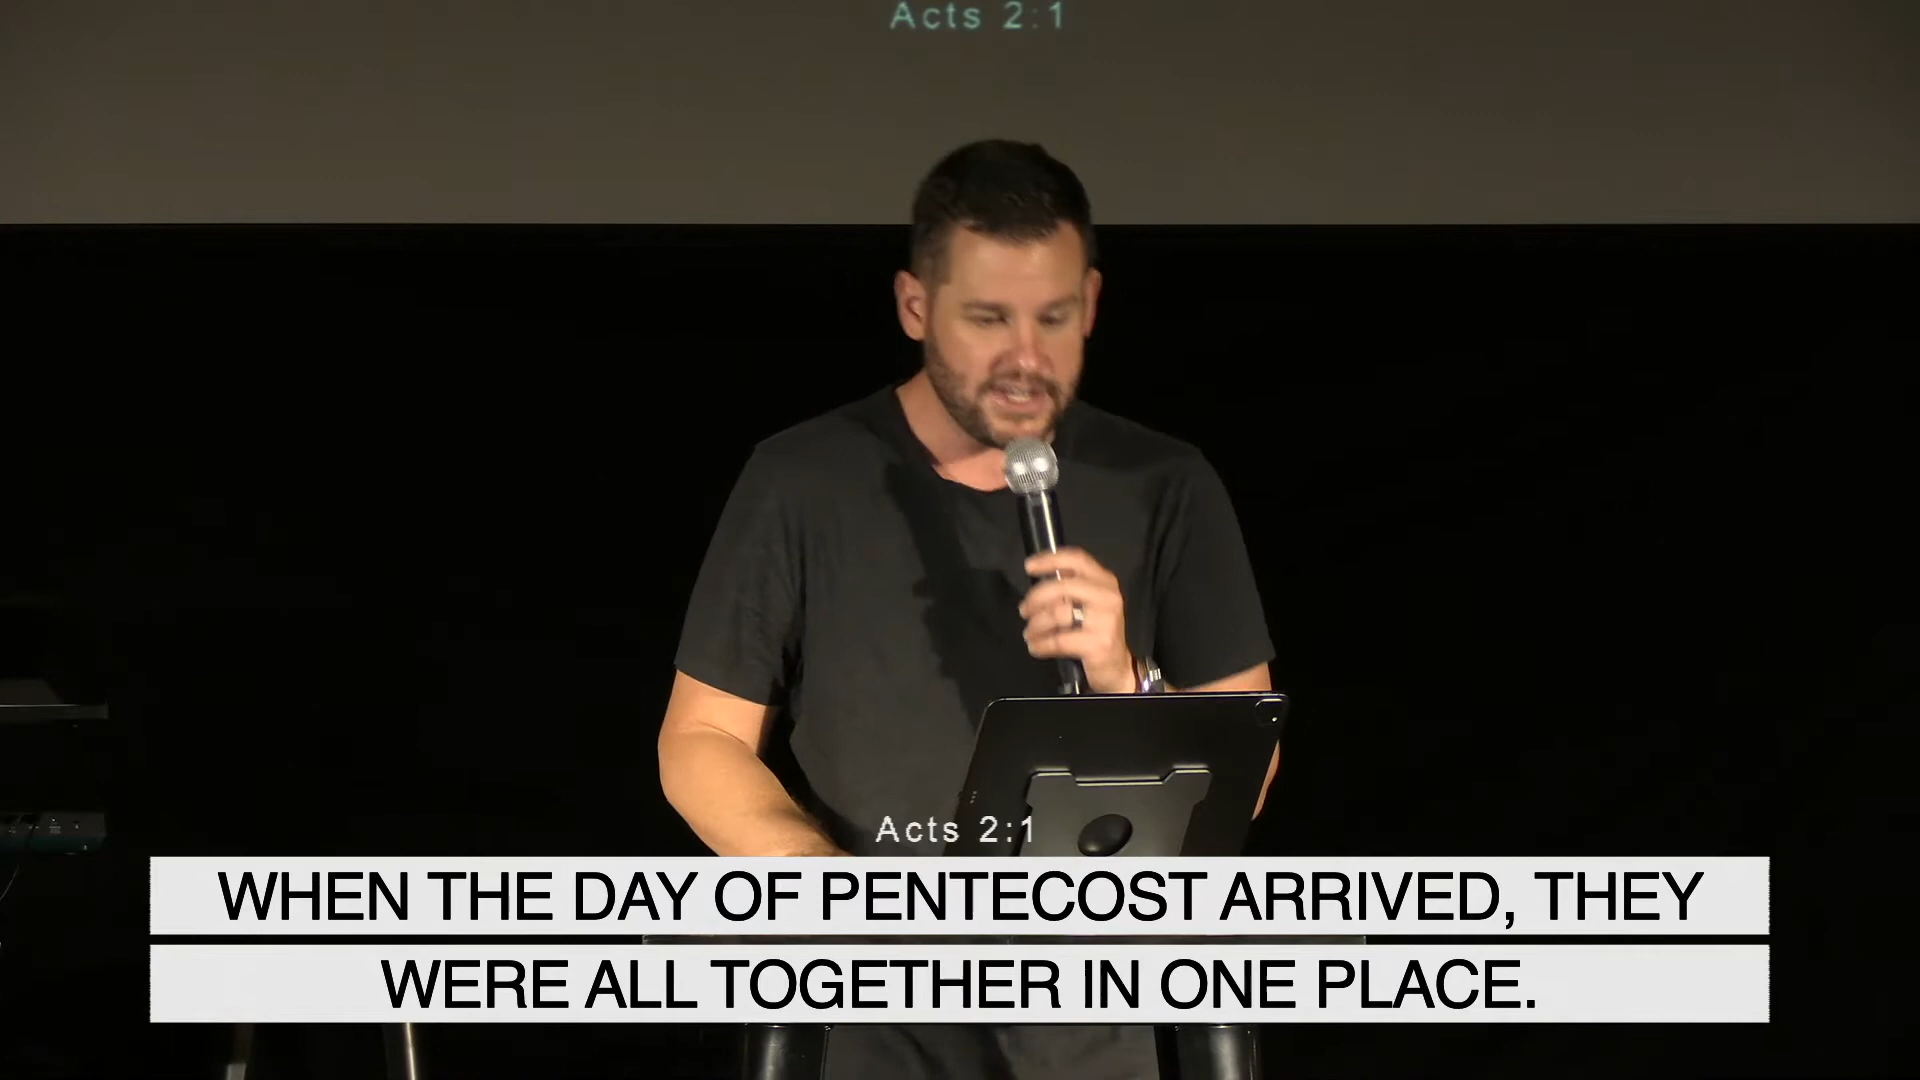 Acts 2:1
Acts 2:1
WHEN THE DAY OF PENTECOST ARRIVED, THEY
WERE ALL TOGETHER IN ONE PLACE.